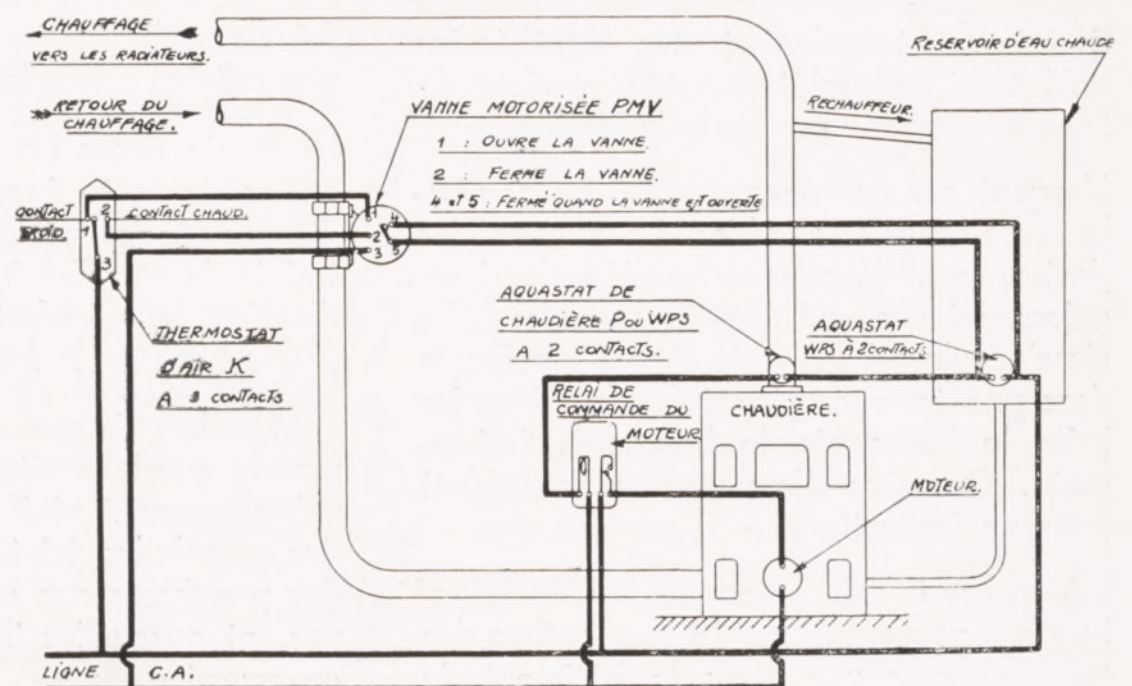 CHAUFFAGE
VERS LES RADIATEURS.
RETOUR DU
CHAUFFAGE.
VANNE MOTORISÉE PMV
1 : OUVRE LA VANNE.
2 : FERME LA VANNE.
4 et 5 : FERMÉ QUAND LA VANNE EST OUVERTE
RECHAUFFEUR.
RESERVOIR D'EAU CHAUDE
CONTACT
FROID.
1
2
3
CONTACT CHAUD.
1
2
3
4
5
THERMOSTAT
D'AIR K
A 3 CONTACTS
AQUASTAT DE
CHAUDIÈRE P OU WPS
A 2 CONTACTS.
AQUASTAT
WPS À 2 CONTACTS.
RELAI DE
COMMANDE DU
MOTEUR.
CHAUDIÈRE.
MOTEUR.
LIGNE C.A.